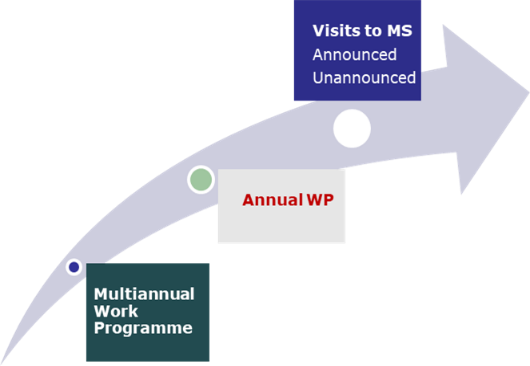 Visits to MS
Announced
Unannounced
Annual WP
Multiannual
Work
Programme